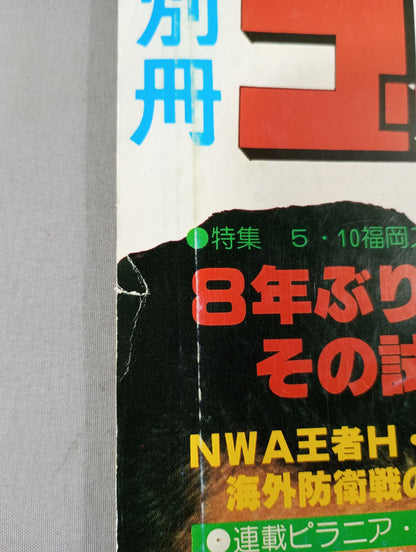 別冊
特集 5・10福岡
8年ぶり
その試
NWA王者H・
海外防衛戦の
連載ピラニア・